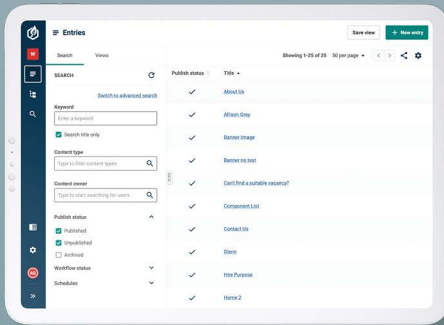 Entries
Save view
+ New entry
W
Search
Views
Showing 1-25 of 25
50 per page
SEARCH
Publish status
Title
Switch to advanced search
About Us
Keyword
Enter a keyword
Allison Grey
Search title only
Banner Image
Content type
Type to filter content types
Banner no text
Content owner
Can't find a suitable vacancy?
Type to start searching for users
Component List
Publish status
Contact Us
Published
Unpublished
Glenn
Archived
Workflow status
Hire Purpose
AG
Schedules
Home 2